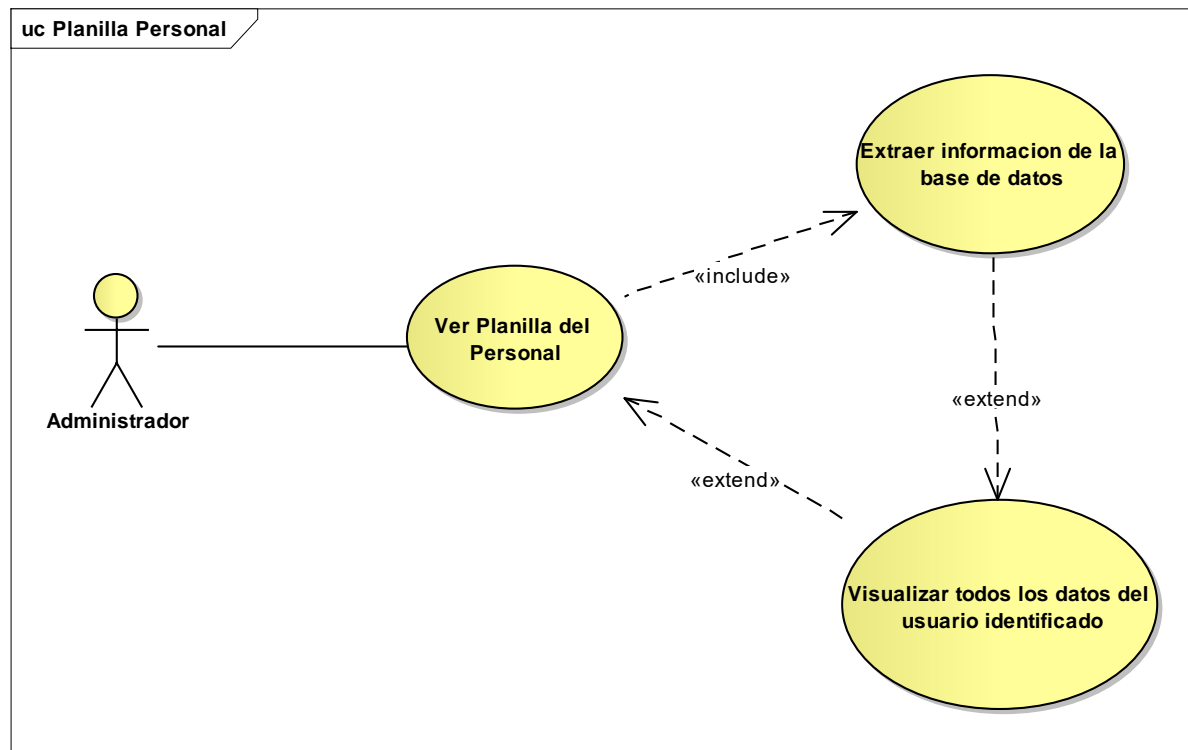 uc Planilla Personal
Extraer informacion de la
base de datos
«include»
Ver Planilla del
Personal
Administrador
«extend»
«extend»
Visualizar todos los datos del
usuario identificado